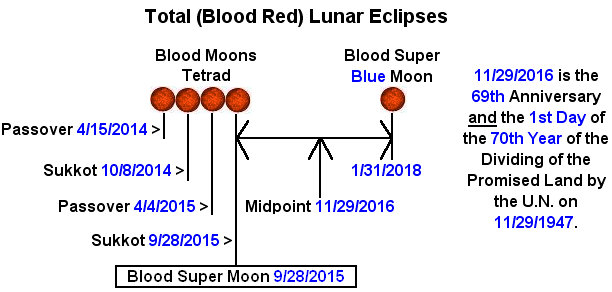 Total (Blood Red) Lunar Eclipses
Blood Moons
Tetrad
Blood Super
Blue Moon
Passover 4/15/2014 >
Sukkot 10/8/2014 >
Passover 4/4/2015 >
Sukkot 9/28/2015 >
Blood Super Moon 9/28/2015
Midpoint 11/29/2016
1/31/2018
11/29/2016 is the
69th Anniversary
and the 1st Day of
the 70th Year of the
Dividing of the
Promised Land by
the U.N. on
11/29/1947.